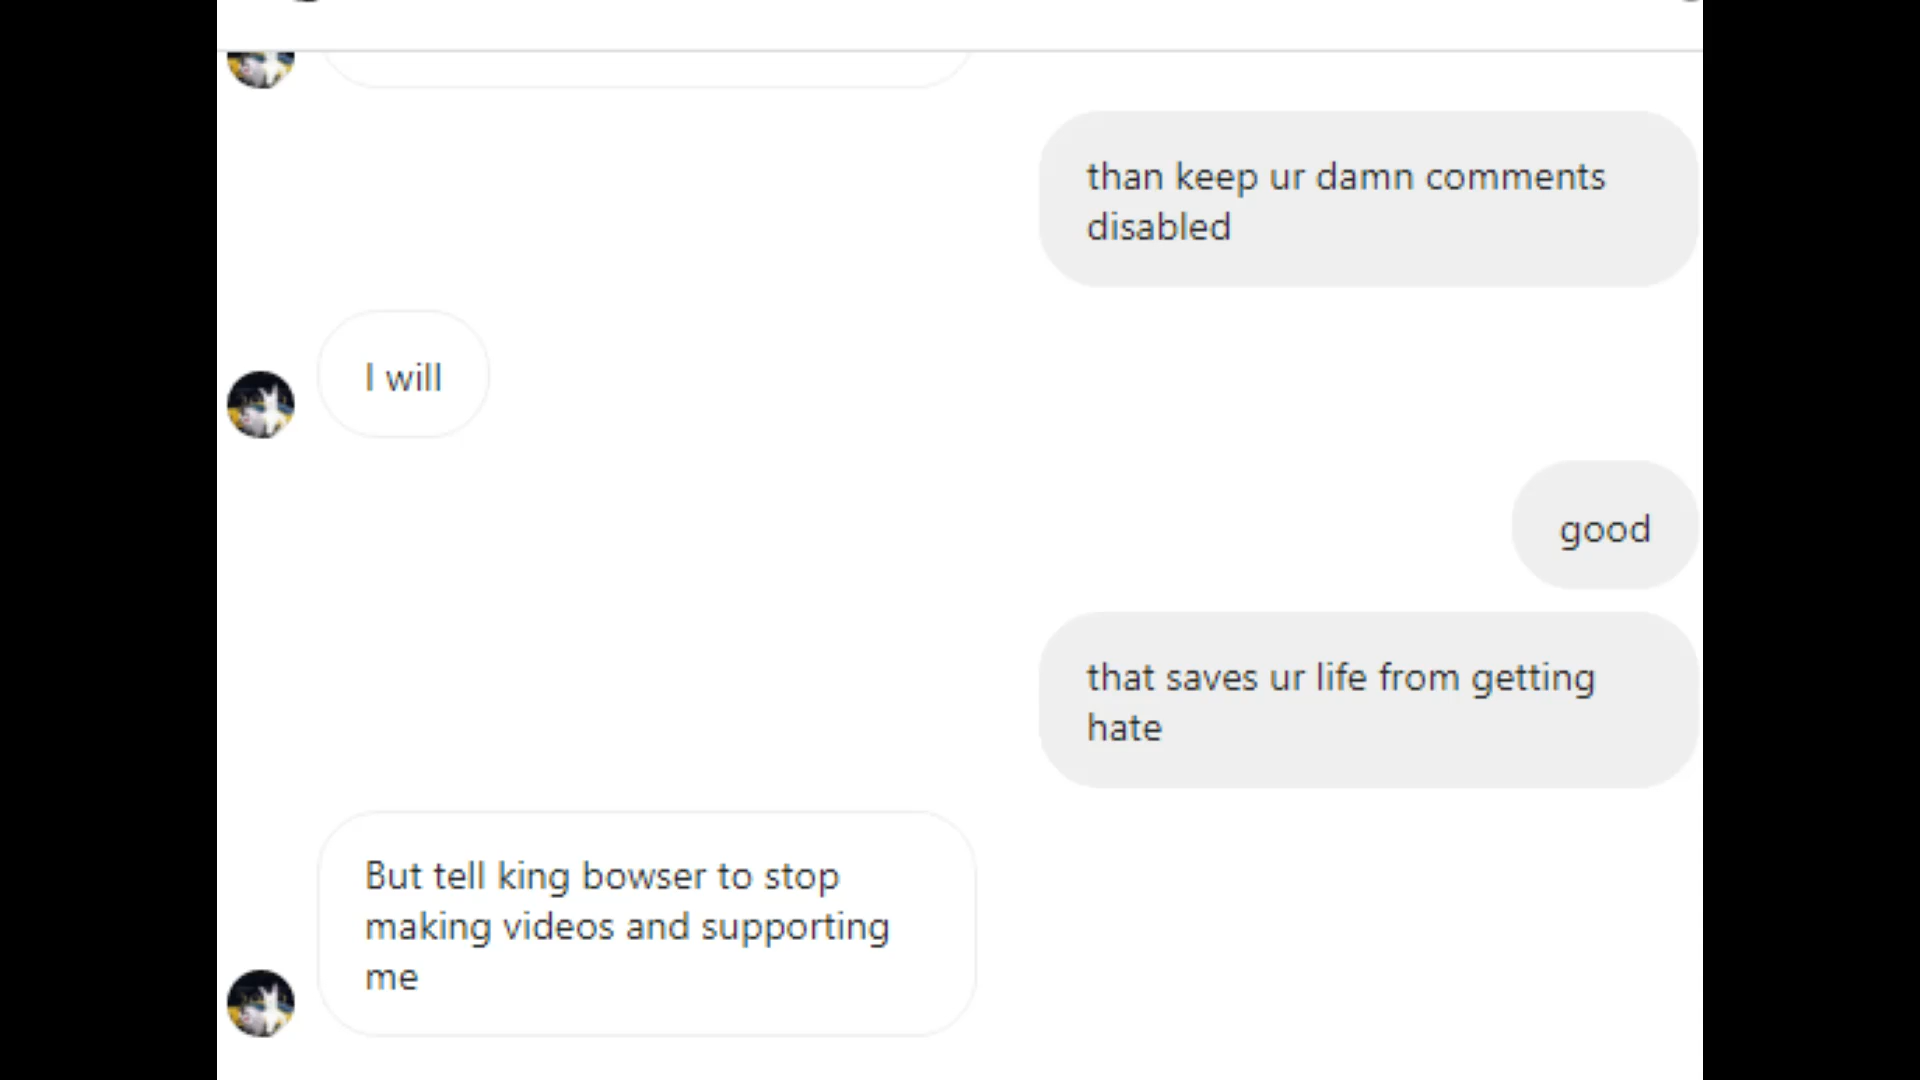 than keep ur damn comments
disabled
I will
good
that saves ur life from getting
hate
But tell king bowser to stop
making videos and supporting
me